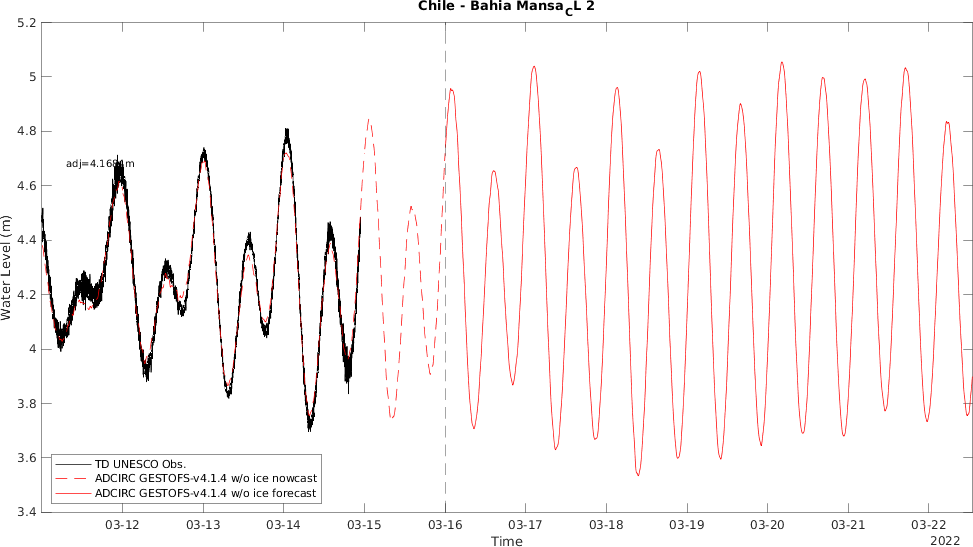 Chile - Bahia Mansa_CL 2
5.2
5
4.8
4.6
4.4
4.2
4
3.8
3.6
3.4
Water Level (m)
TD UNESCO Obs.
ADCIRC GESTOFS-v4.1.4 w/o ice nowcast
ADCIRC GESTOFS-v4.1.4 w/o ice forecast
03-12 03-13 03-14 03-15 03-16 03-17 03-18 03-19 03-20 03-21 03-22
Time
2022